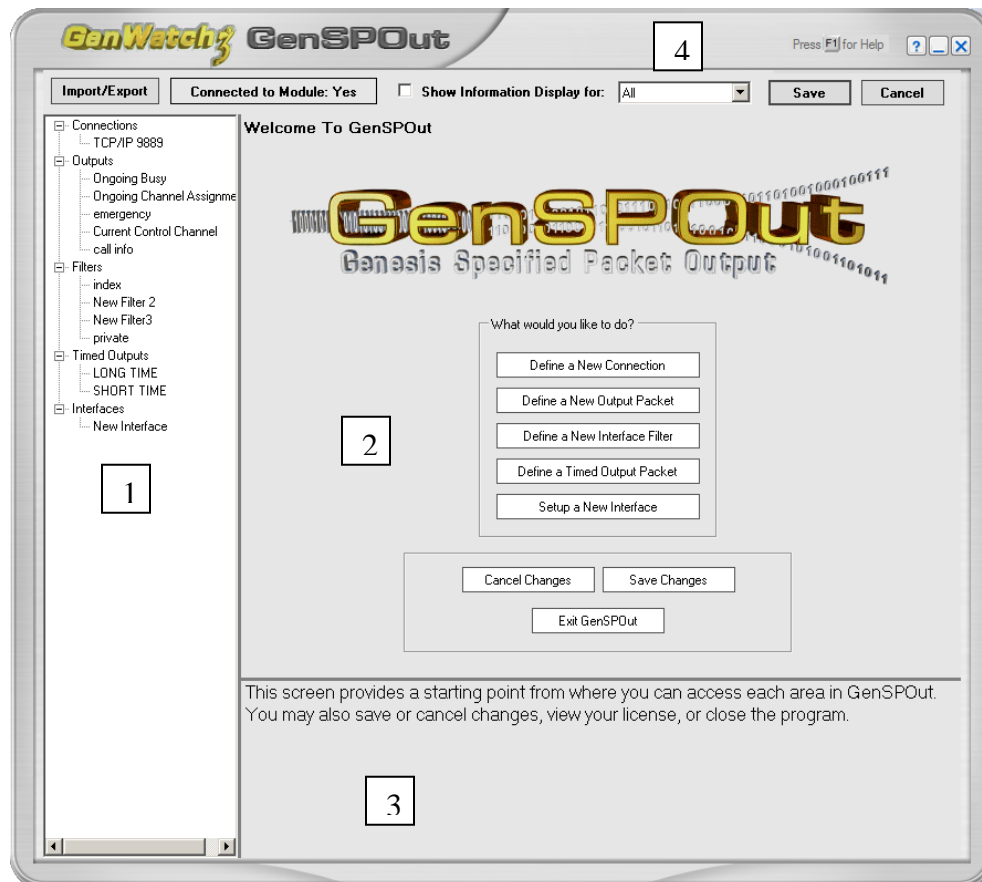 GenWatch3 GenSPOut
4
Press F1 for Help ? _ X
Import/Export Connected to Module: Yes Show Information Display for: All Save Cancel
Connections
TCP/IP 9889
Outputs
Ongoing Busy
Ongoing Channel Assignme
emergency
Current Control Channel
call info
Filters
index
New Filter 2
New Filter3
private
Timed Outputs
LONG TIME
SHORT TIME
Interfaces
New Interface
1
Welcome To GenSPOut
GenSPOut
Genesis Specified Packet Output
What would you like to do?
Define a New Connection
Define a New Output Packet
Define a New Interface Filter
Define a Timed Output Packet
Setup a New Interface
2
Cancel Changes Save Changes
Exit GenSPOut
This screen provides a starting point from where you can access each area in GenSPOut.
You may also save or cancel changes, view your license, or close the program.
3